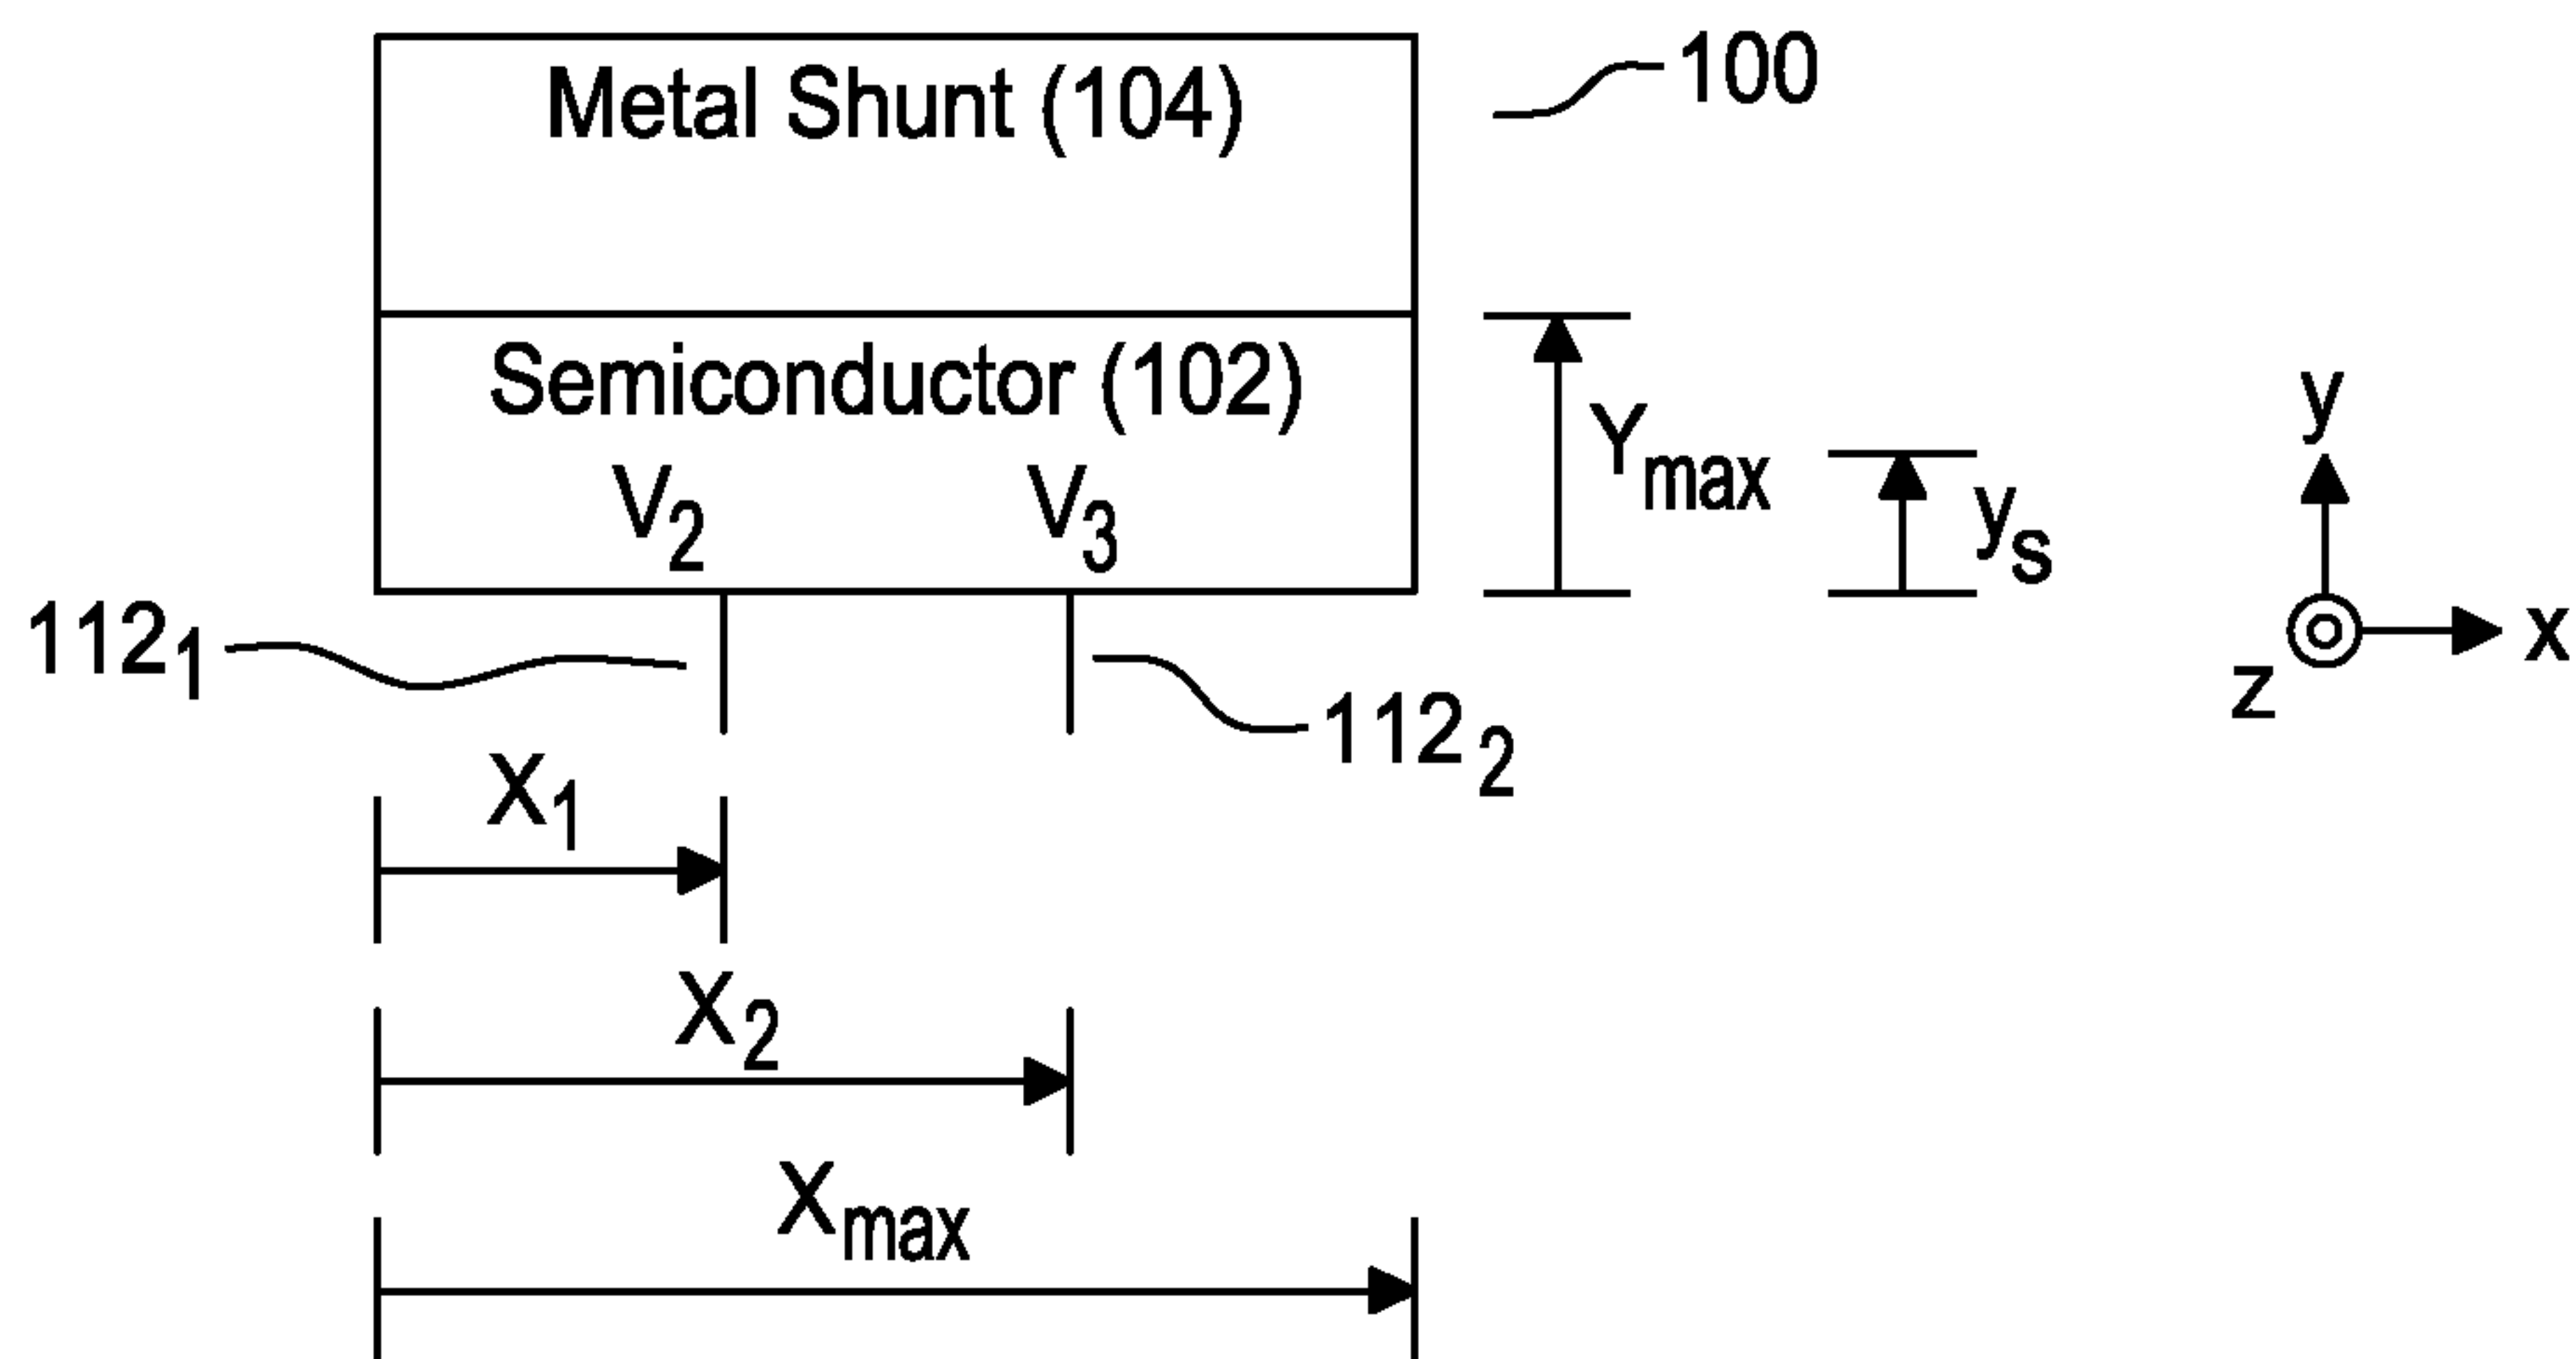 Metal Shunt (104)
100
Semiconductor (102)
V2
V3
Ymax
ys
y
x
z
1121
1122
X1
X2
Xmax